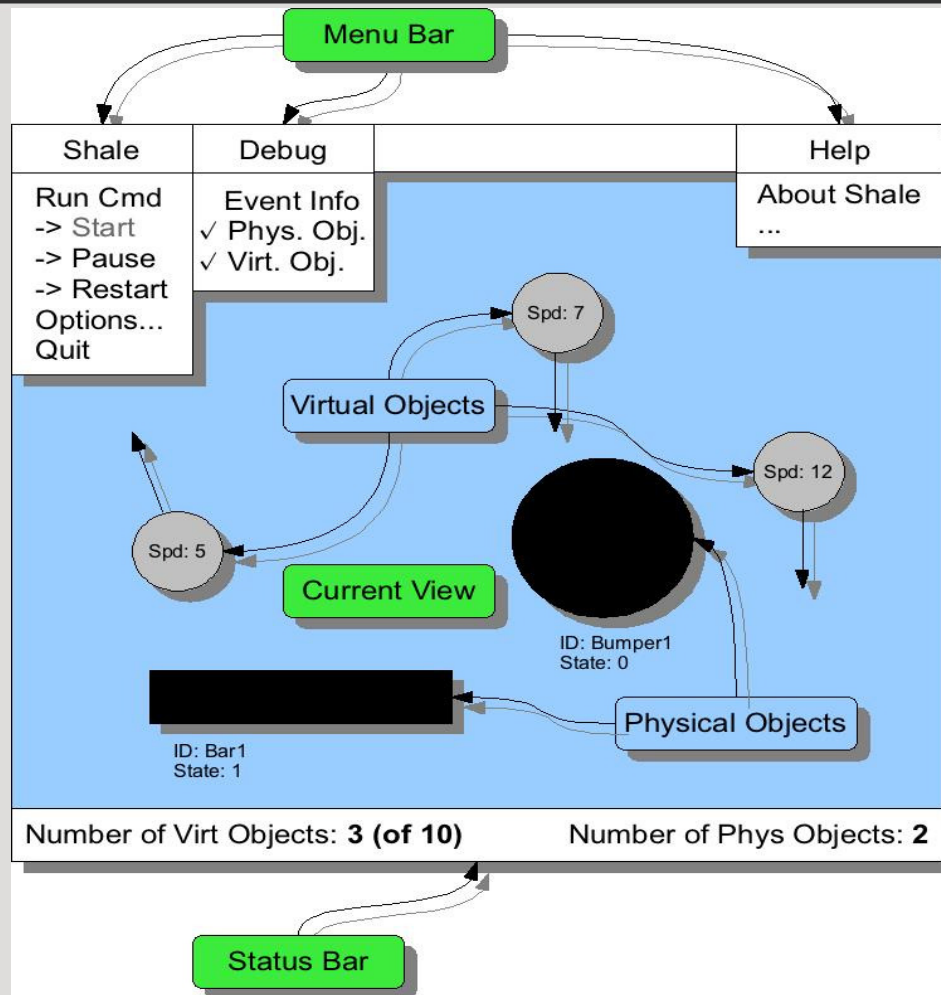 Menu Bar
Shale
Debug
Help
Run Cmd
-> Start
-> Pause
-> Restart
Options...
Quit
Event Info
✓ Phys. Obj.
✓ Virt. Obj.
About Shale
...
Spd: 7
Virtual Objects
Spd: 12
Spd: 5
Current View
ID: Bumper1
State: 0
Physical Objects
ID: Bar1
State: 1
Number of Virt Objects: 3 (of 10)
Number of Phys Objects: 2
Status Bar